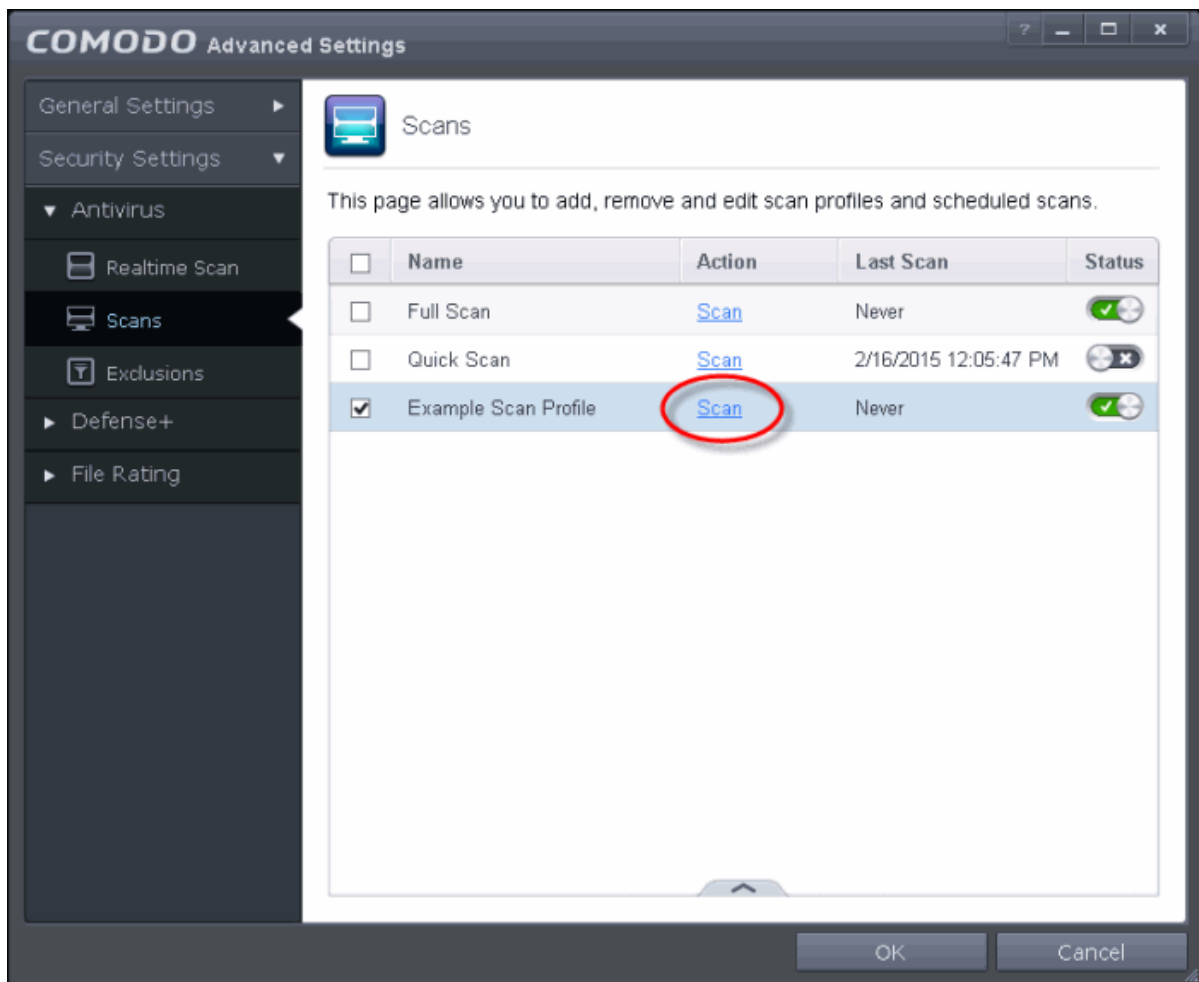 COMODO Advanced Settings
?
General Settings
Security Settings
Antivirus
Realtime Scan
Scans
Exclusions
Defense+
File Rating
Scans
This page allows you to add, remove and edit scan profiles and scheduled scans.
Name Action Last Scan Status
Full Scan Scan Never
Quick Scan Scan 2/16/2015 12:05:47 PM
Example Scan Profile Scan Never
OK Cancel